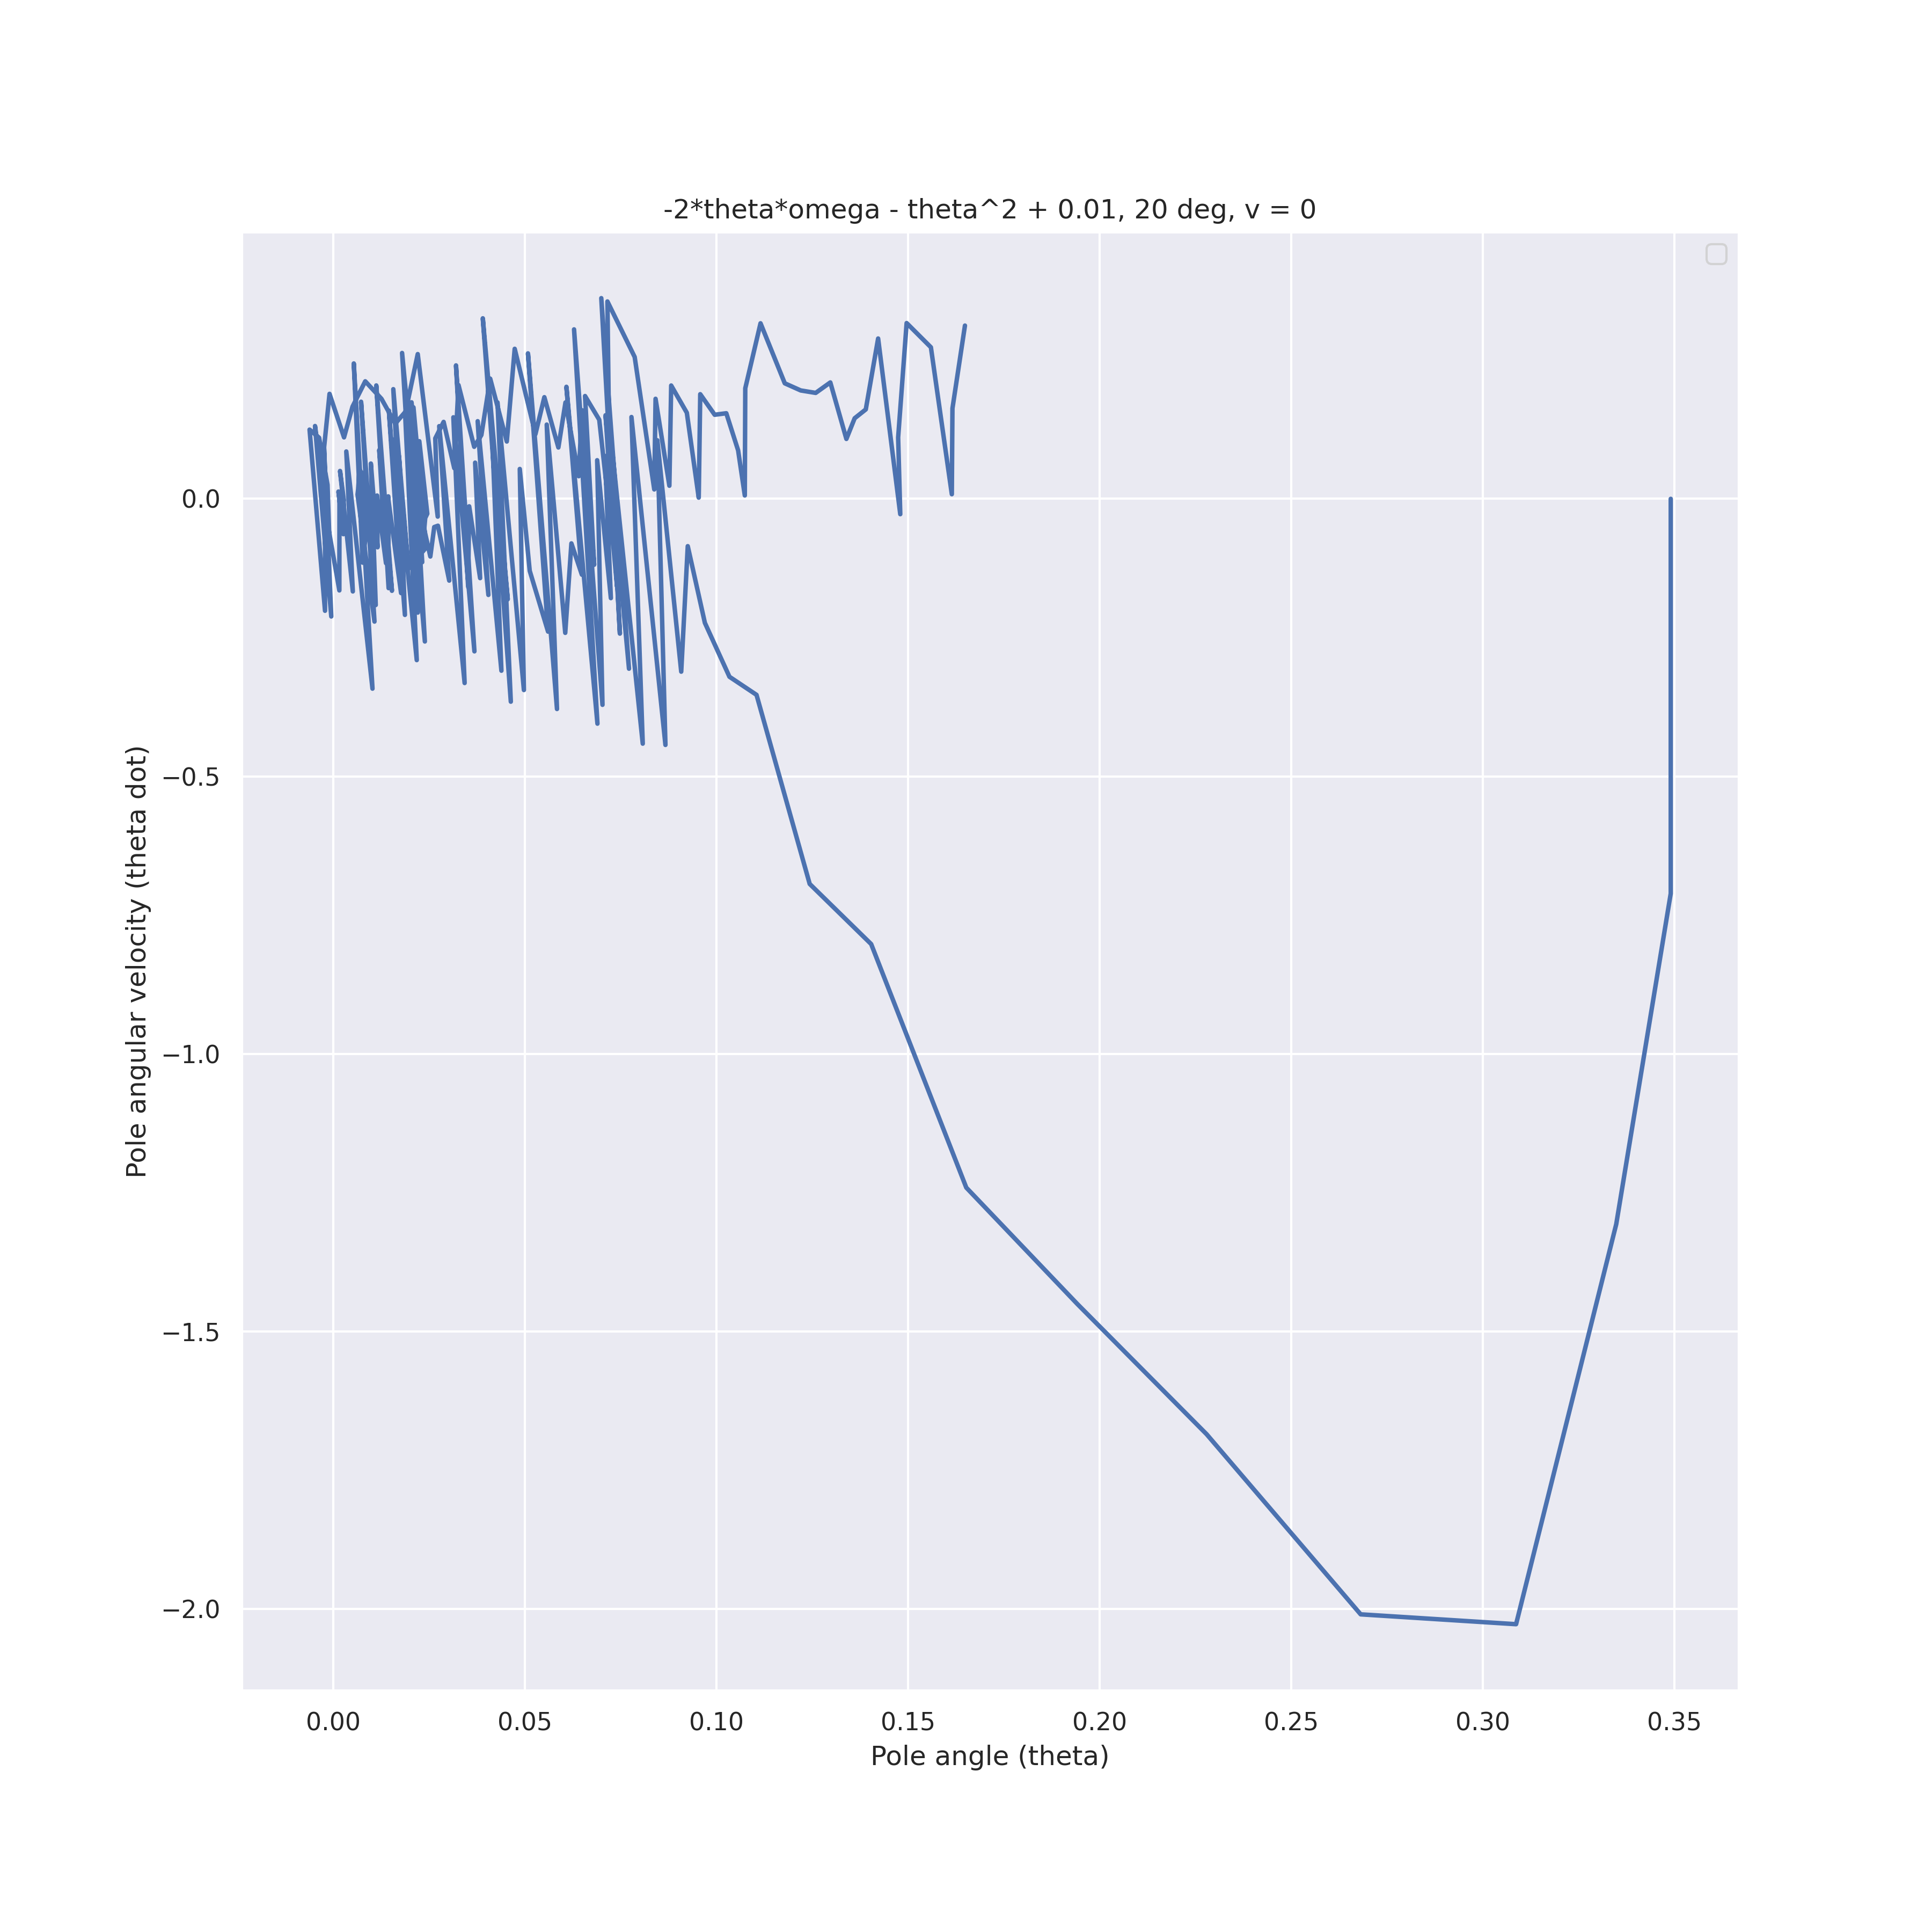 -2*theta*omega - theta^2 + 0.01, 20 deg, v = 0
Pole angular velocity (theta dot)
0.0
−0.5
−1.0
−1.5
−2.0
0.00 0.05 0.10 0.15 0.20 0.25 0.30 0.35
Pole angle (theta)